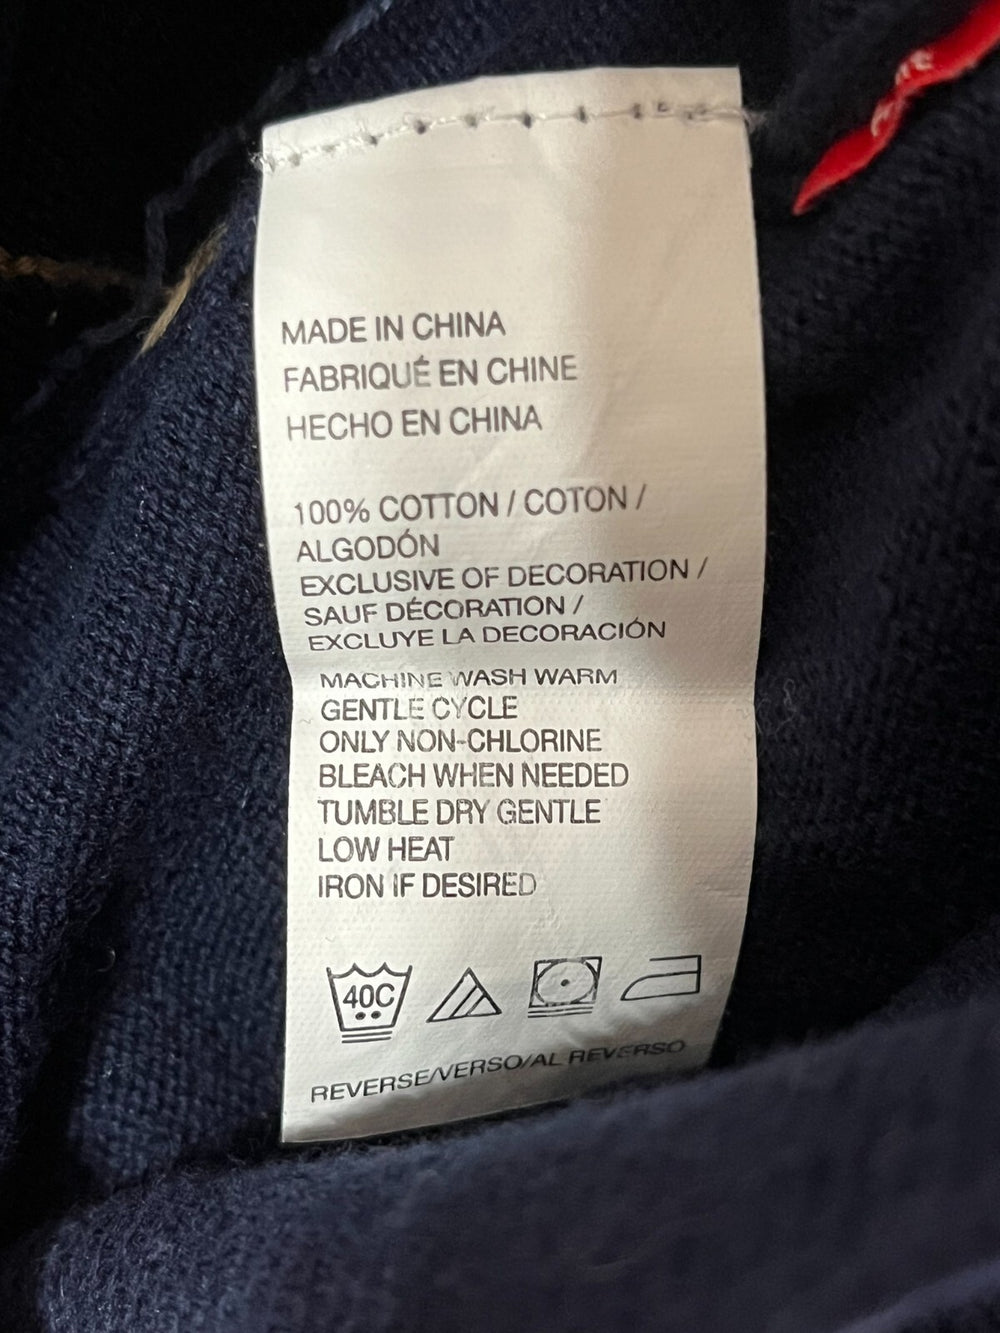 MADE IN CHINA
FABRIQUÉ EN CHINE
HECHO EN CHINA
100% COTTON / COTON /
ALGODÓN
EXCLUSIVE OF DECORATION /
SAUF DÉCORATION /
EXCLUYE LA DECORACIÓN
MACHINE WASH WARM
GENTLE CYCLE
ONLY NON-CHLORINE
BLEACH WHEN NEEDED
TUMBLE DRY GENTLE
LOW HEAT
IRON IF DESIRED
40C
REVERSE/VERSO/AL REVERSO